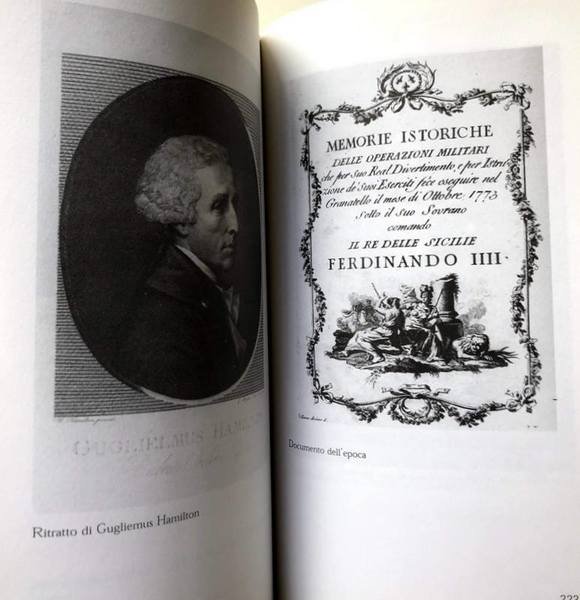 GUGLIELMUS HAMIL
Ritratto di Gugliemus Hamilton
MEMORIE ISTORICHE
DELLE OPERAZIONI MILITARI
che per Suo Real Divertimento, e per Istru-
zione de' Suoi Eserciti fece eseguire nel
Granatello il mese di Ottobre 1773
Sotto il Suo Sovrano
comando
IL RE DELLE SICILIE
FERDINANDO IIII.
Documento dell'epoca